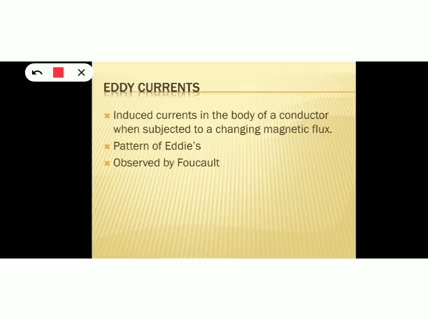 EDDY CURRENTS
Induced currents in the body of a conductor
when subjected to a changing magnetic flux.
Pattern of Eddie's
Observed by Foucault